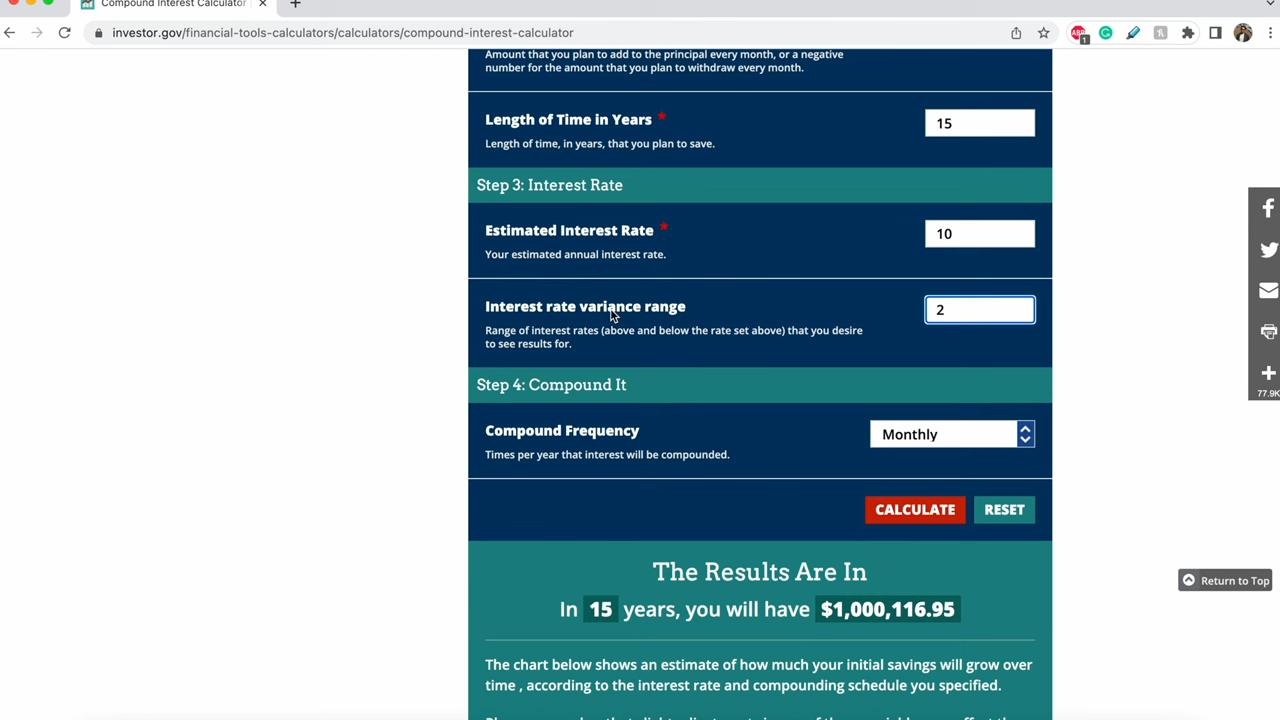 Compound Interest Calculator
investor.gov/financial-tools-calculators/calculators/compound-interest-calculator
ABP
1
Amount that you plan to add to the principal every month, or a negative
number for the amount that you plan to withdraw every month.
Length of Time in Years *
15
Length of time, in years, that you plan to save.
Step 3: Interest Rate
Estimated Interest Rate *
10
Your estimated annual interest rate.
Interest rate variance range
2
Range of interest rates (above and below the rate set above) that you desire
to see results for.
77.9K
Step 4: Compound It
Compound Frequency
Monthly
Times per year that interest will be compounded.
CALCULATE RESET
The Results Are In
Return to Top
In 15 years, you will have $1,000,116.95
The chart below shows an estimate of how much your initial savings will grow over
time , according to the interest rate and compounding schedule you specified.